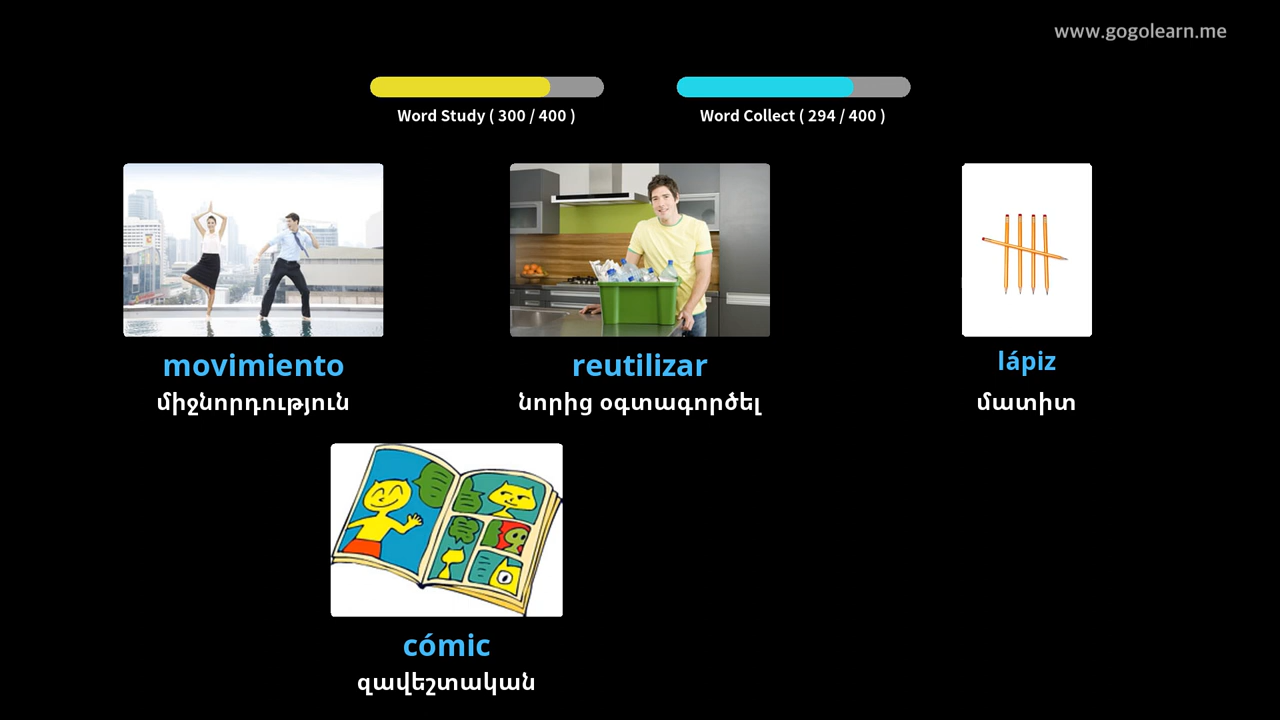 www.gogolearn.me
Word Study ( 300 / 400 )
Word Collect ( 294 / 400 )
movimiento
միջնորդություն
reutilizar
նորից օգտագործել
lápiz
մատիտ
cómic
զավեշտական